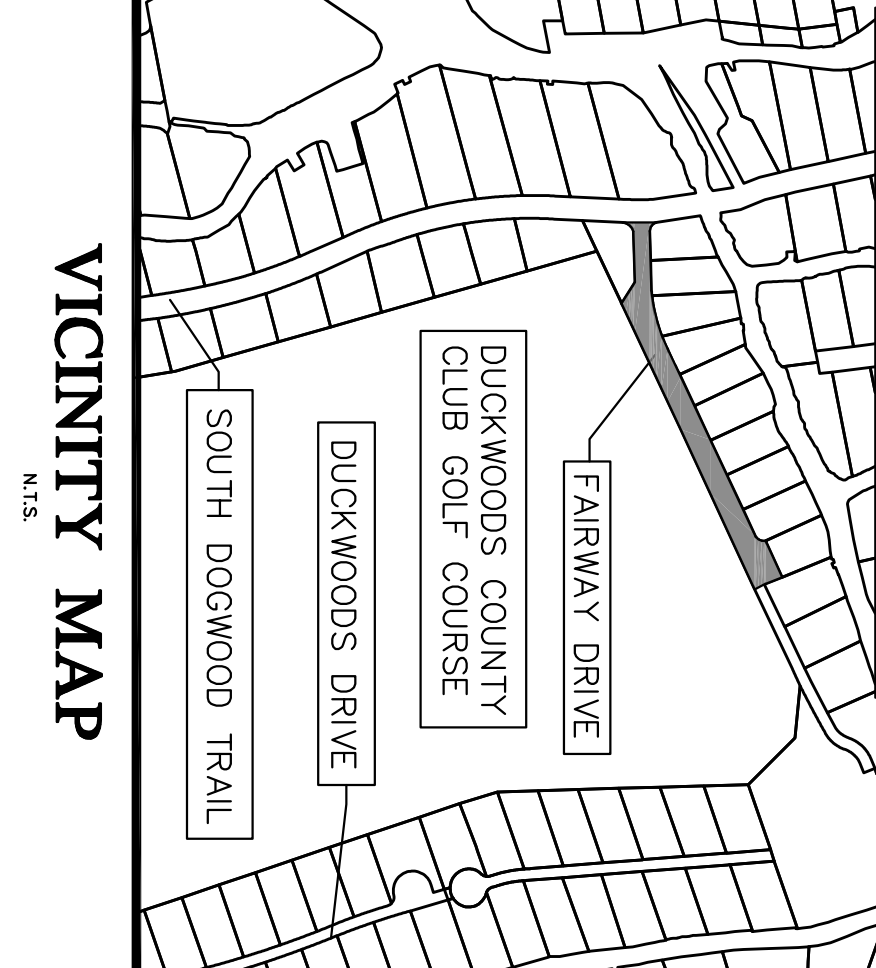 FAIRWAY DRIVE
DUCKWOODS COUNTY
CLUB GOLF COURSE
DUCKWOODS DRIVE
SOUTH DOGWOOD TRAIL
VICINITY MAP
N.T.S.